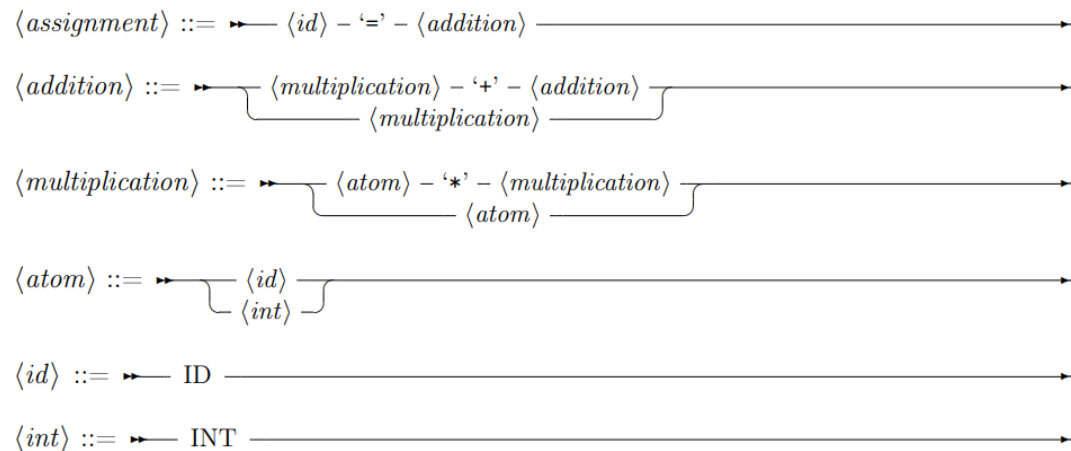 ⟨assignment⟩ ::= ⟨id⟩ – ‘=’ – ⟨addition⟩
⟨addition⟩ ::= ⟨multiplication⟩ – ‘+’ – ⟨addition⟩
⟨multiplication⟩
⟨multiplication⟩ ::= ⟨atom⟩ – ‘*’ – ⟨multiplication⟩
⟨atom⟩
⟨atom⟩ ::= ⟨id⟩
⟨int⟩
⟨id⟩ ::= ID
⟨int⟩ ::= INT